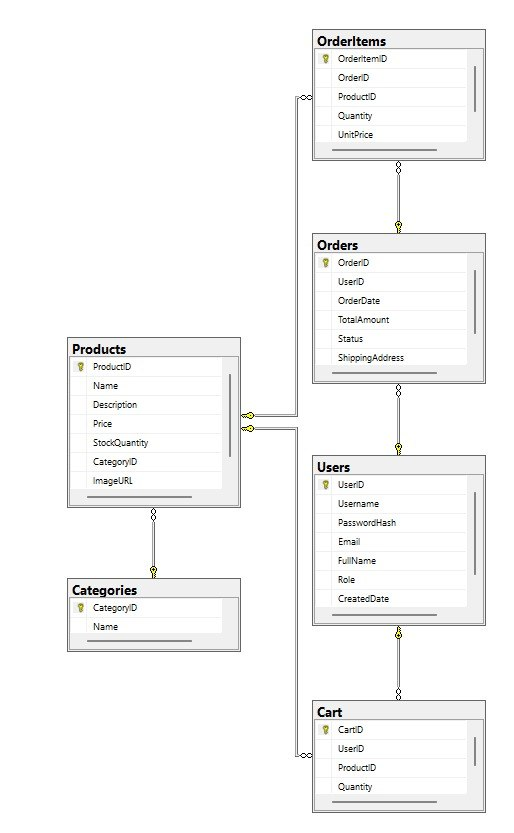 OrderItems
OrderItemID
OrderID
ProductID
Quantity
UnitPrice
Orders
OrderID
UserID
OrderDate
TotalAmount
Status
ShippingAddress
Products
ProductID
Name
Description
Price
StockQuantity
CategoryID
ImageURL
Users
UserID
Username
PasswordHash
Email
FullName
Role
CreatedDate
Categories
CategoryID
Name
Cart
CartID
UserID
ProductID
Quantity